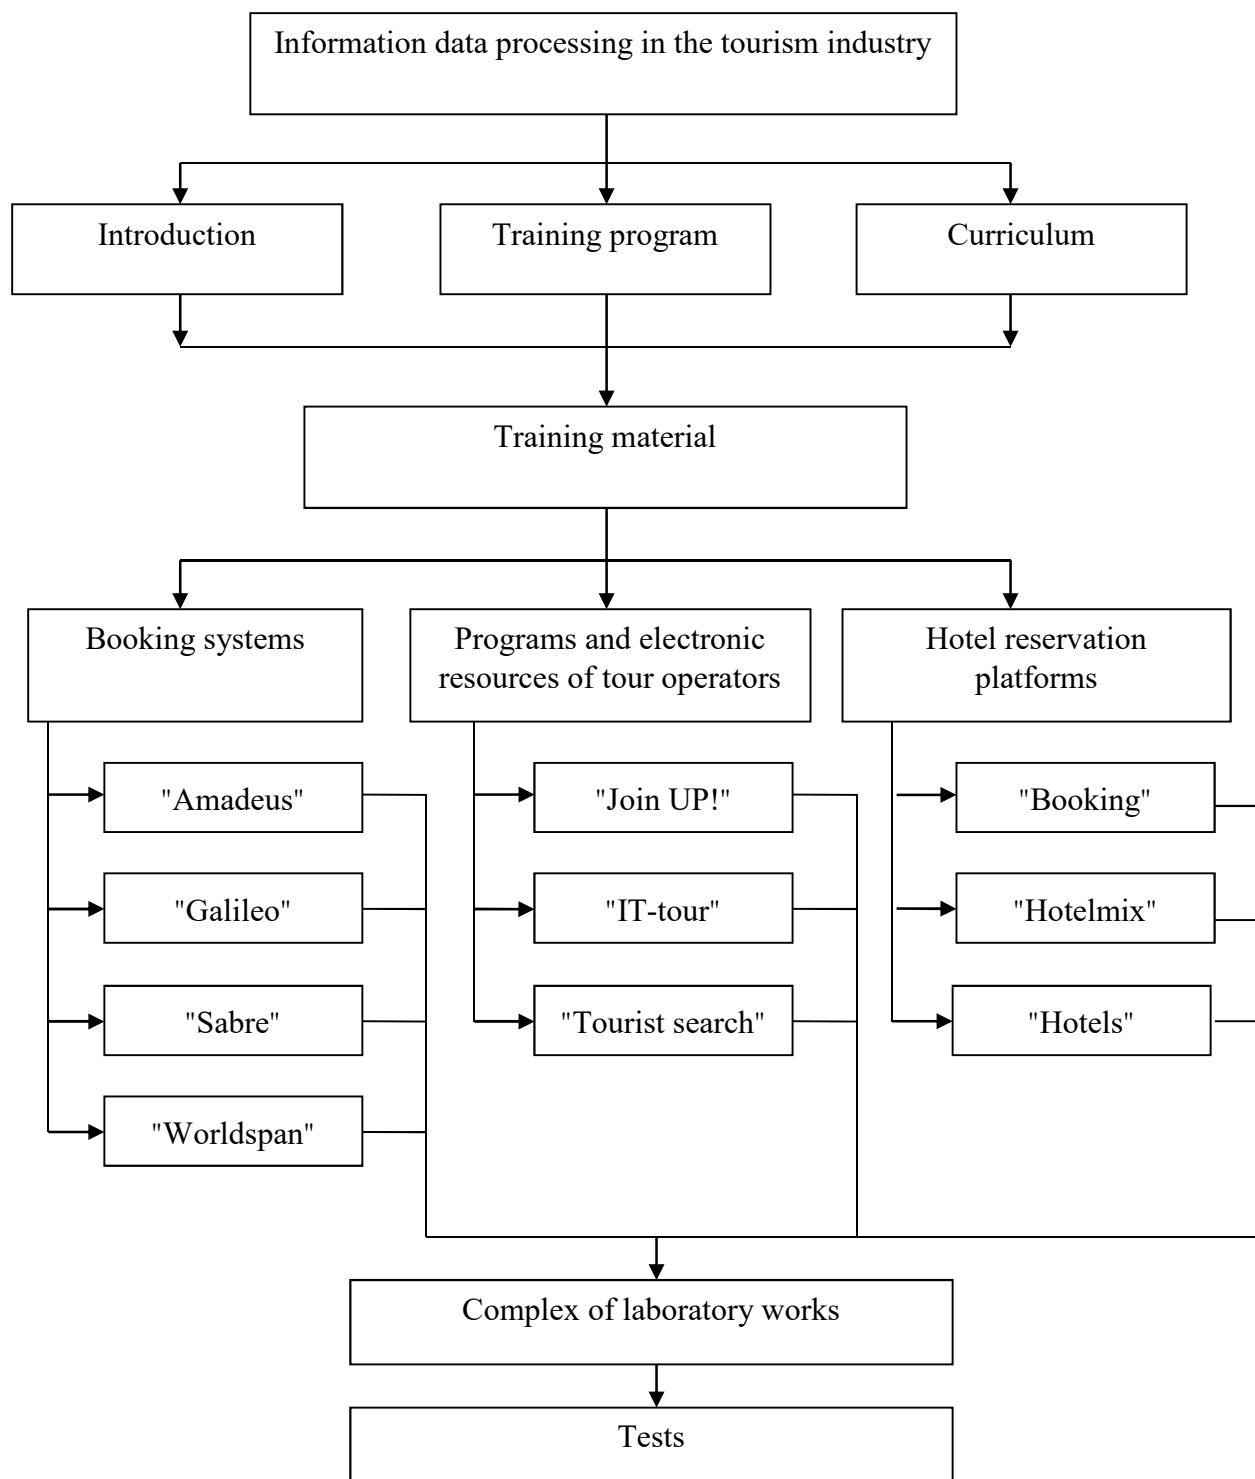 Information data processing in the tourism industry
Introduction
Training program
Curriculum
Training material
Booking systems
Programs and electronic
resources of tour operators
Hotel reservation
platforms
"Amadeus"
"Join UP!"
"Booking"
"Galileo"
"IT-tour"
"Hotelmix"
"Sabre"
"Tourist search"
"Hotels"
"Worldspan"
Complex of laboratory works
Tests